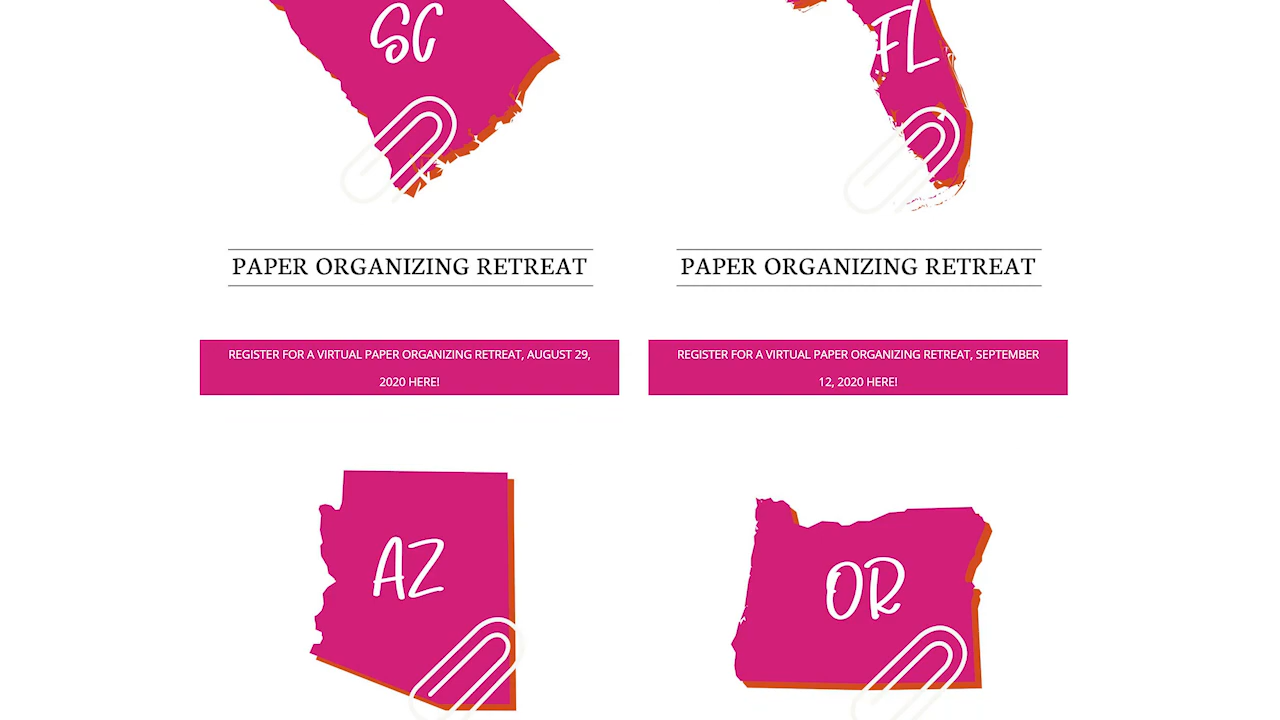 SC
FL
PAPER ORGANIZING RETREAT
PAPER ORGANIZING RETREAT
REGISTER FOR A VIRTUAL PAPER ORGANIZING RETREAT, AUGUST 29,
2020 HERE!
REGISTER FOR A VIRTUAL PAPER ORGANIZING RETREAT, SEPTEMBER
12, 2020 HERE!
AZ
OR